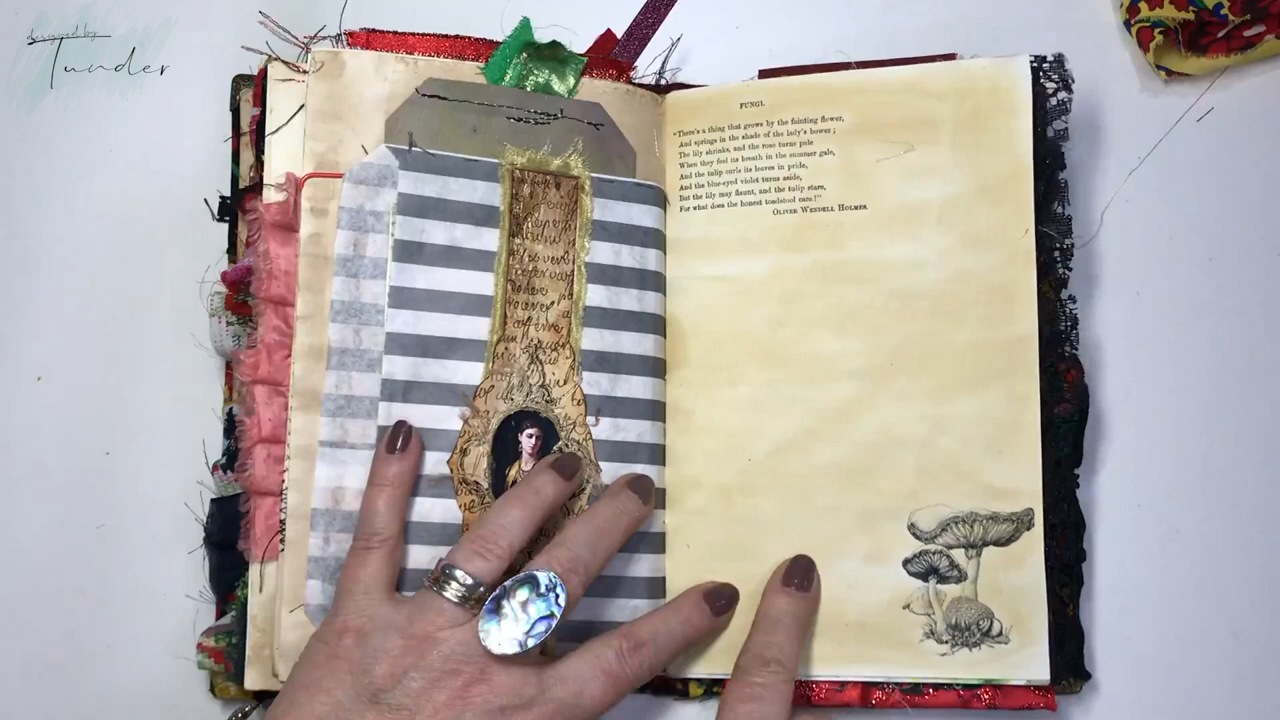 designed by
Tunder
FUNGI.
"There's a thing that grows by the fainting flower,
And springs in the shade of the lady's bower;
The lily shrinks, and the rose turns pale
When they feel its breath in the summer gale,
And the tulip curls its leaves in pride,
And the blue-eyed violet turns aside,
But the lily may flaunt, and the tulip stare,
For what does the honest toadstool care!"
OLIVER WENDELL HOLMES.